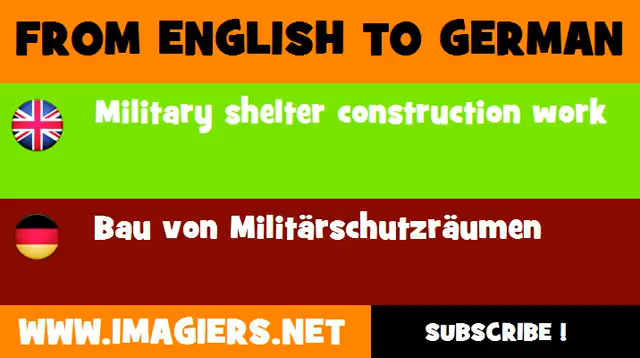 FROM ENGLISH TO GERMAN
Military shelter construction work
Bau von Militärschutzräumen
WWW.IMAGIERS.NET
SUBSCRIBE !